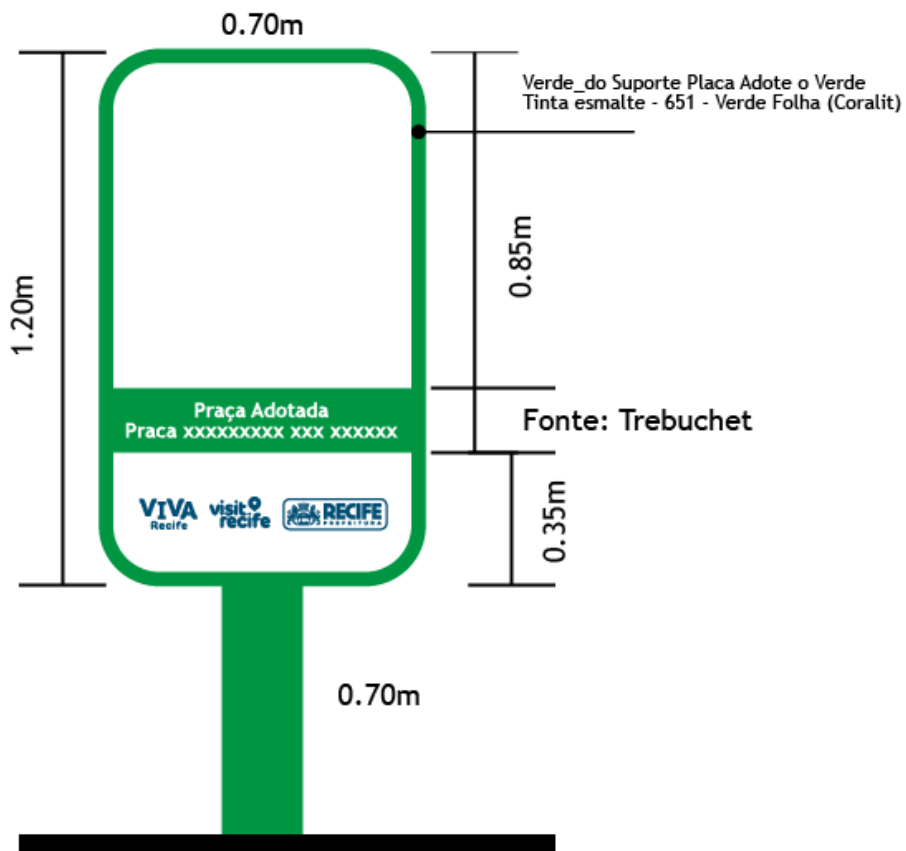 0.70m
Verde_do Suporte Placa Adote o Verde
Tinta esmalte - 651 - Verde Folha (Coralit)
1.20m
0.85m
Praça Adotada
Praca xxxxxxxxx xxx xxxxxx
Fonte: Trebuchet
VIVA
Recife
visit
recife
RECIFE
PREFEITURA
0.35m
0.70m